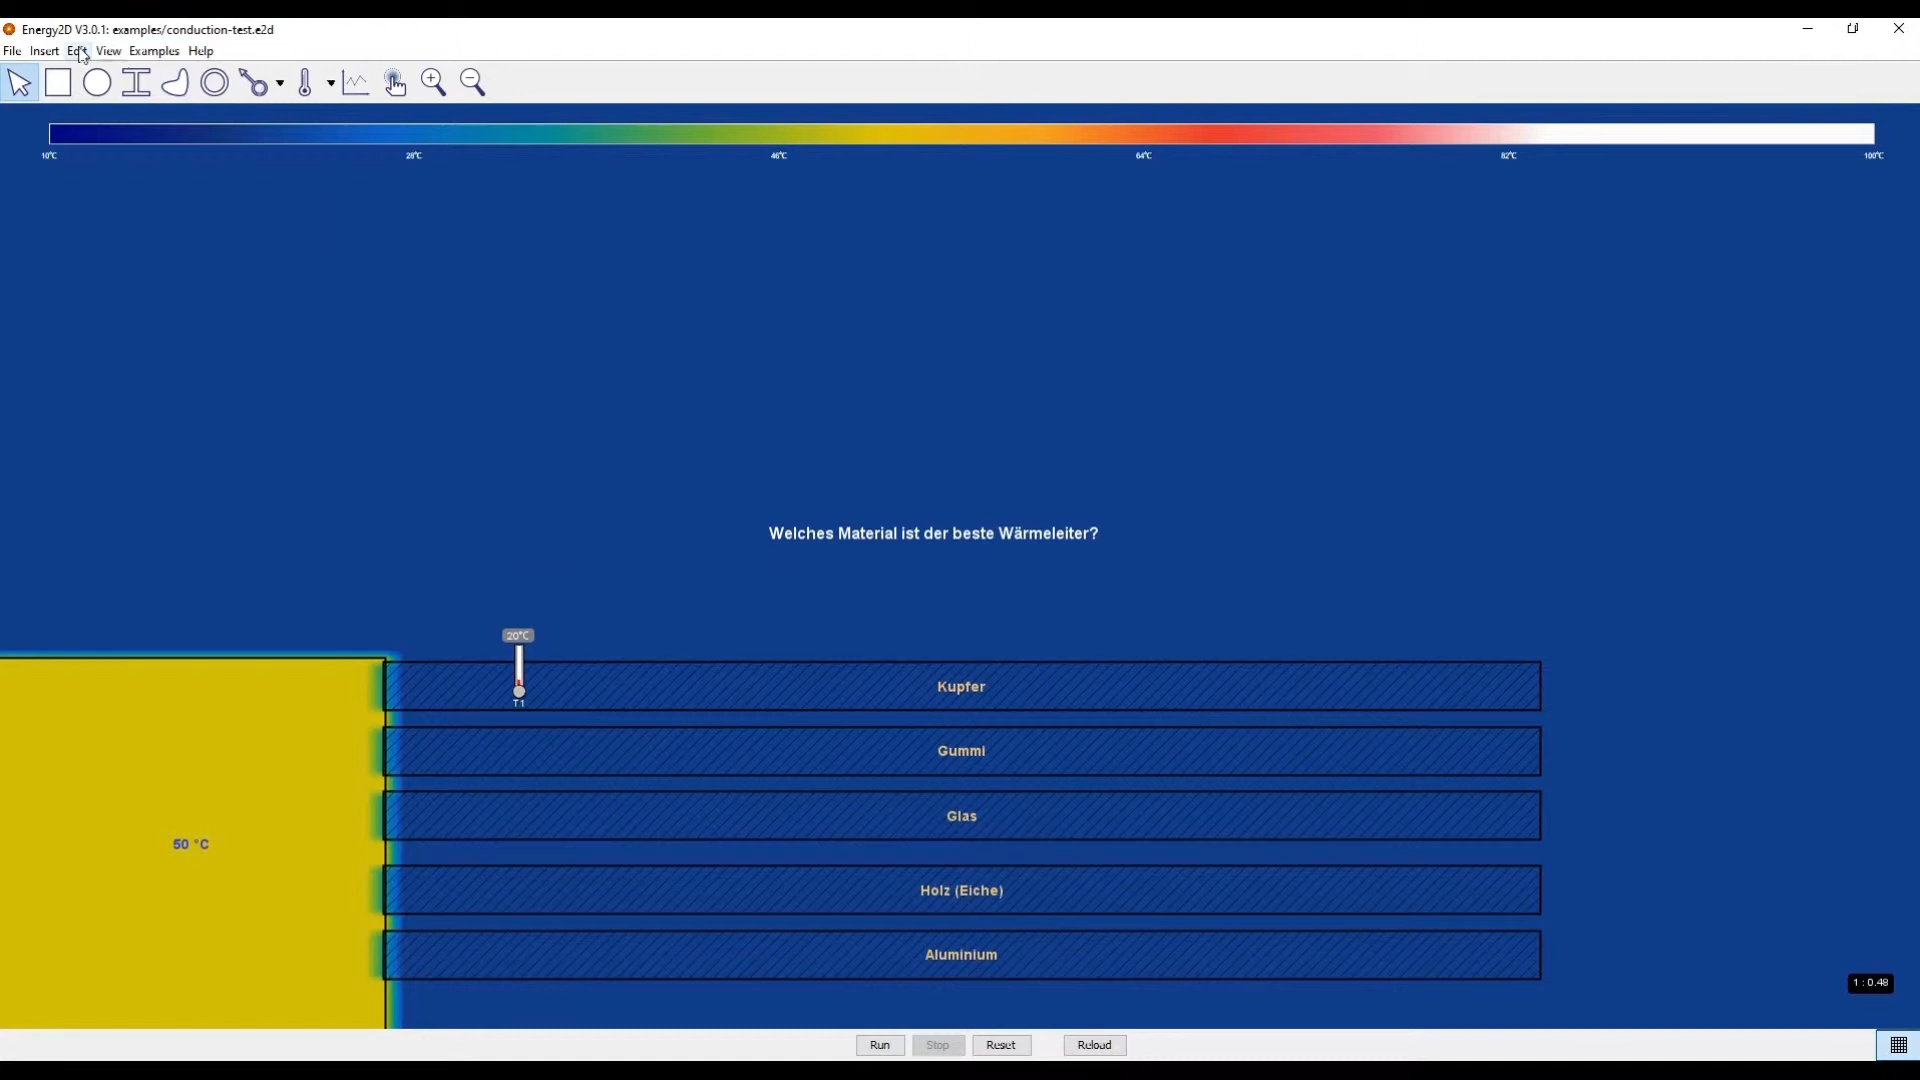 Energy2D V3.0.1: examples/conduction-test.e2d
File Insert Edit View Examples Help
10°C 28°C 46°C 64°C 82°C 100°C
Welches Material ist der beste Wärmeleiter?
20°C
T1
Kupfer
Gummi
Glas
50 °C
Holz (Eiche)
Aluminium
1 : 0.48
Run Stop Reset Reload